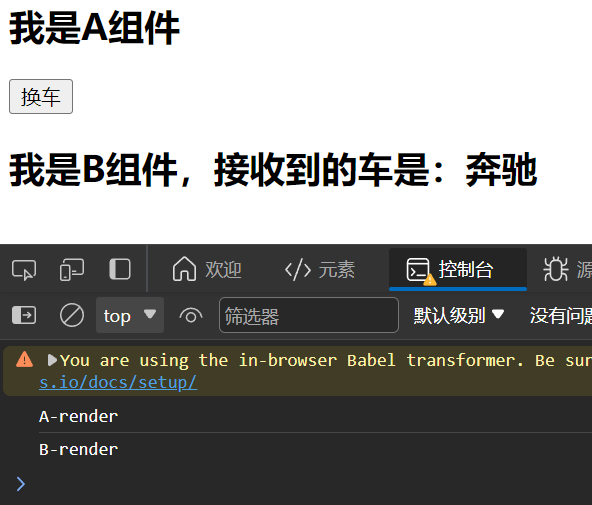 我是A组件
换车
我是B组件，接收到的车是：奔驰
欢迎 元素 控制台
top 筛选器 默认级别 没有问
You are using the in-browser Babel transformer. Be sur
s.io/docs/setup/
A-render
B-render